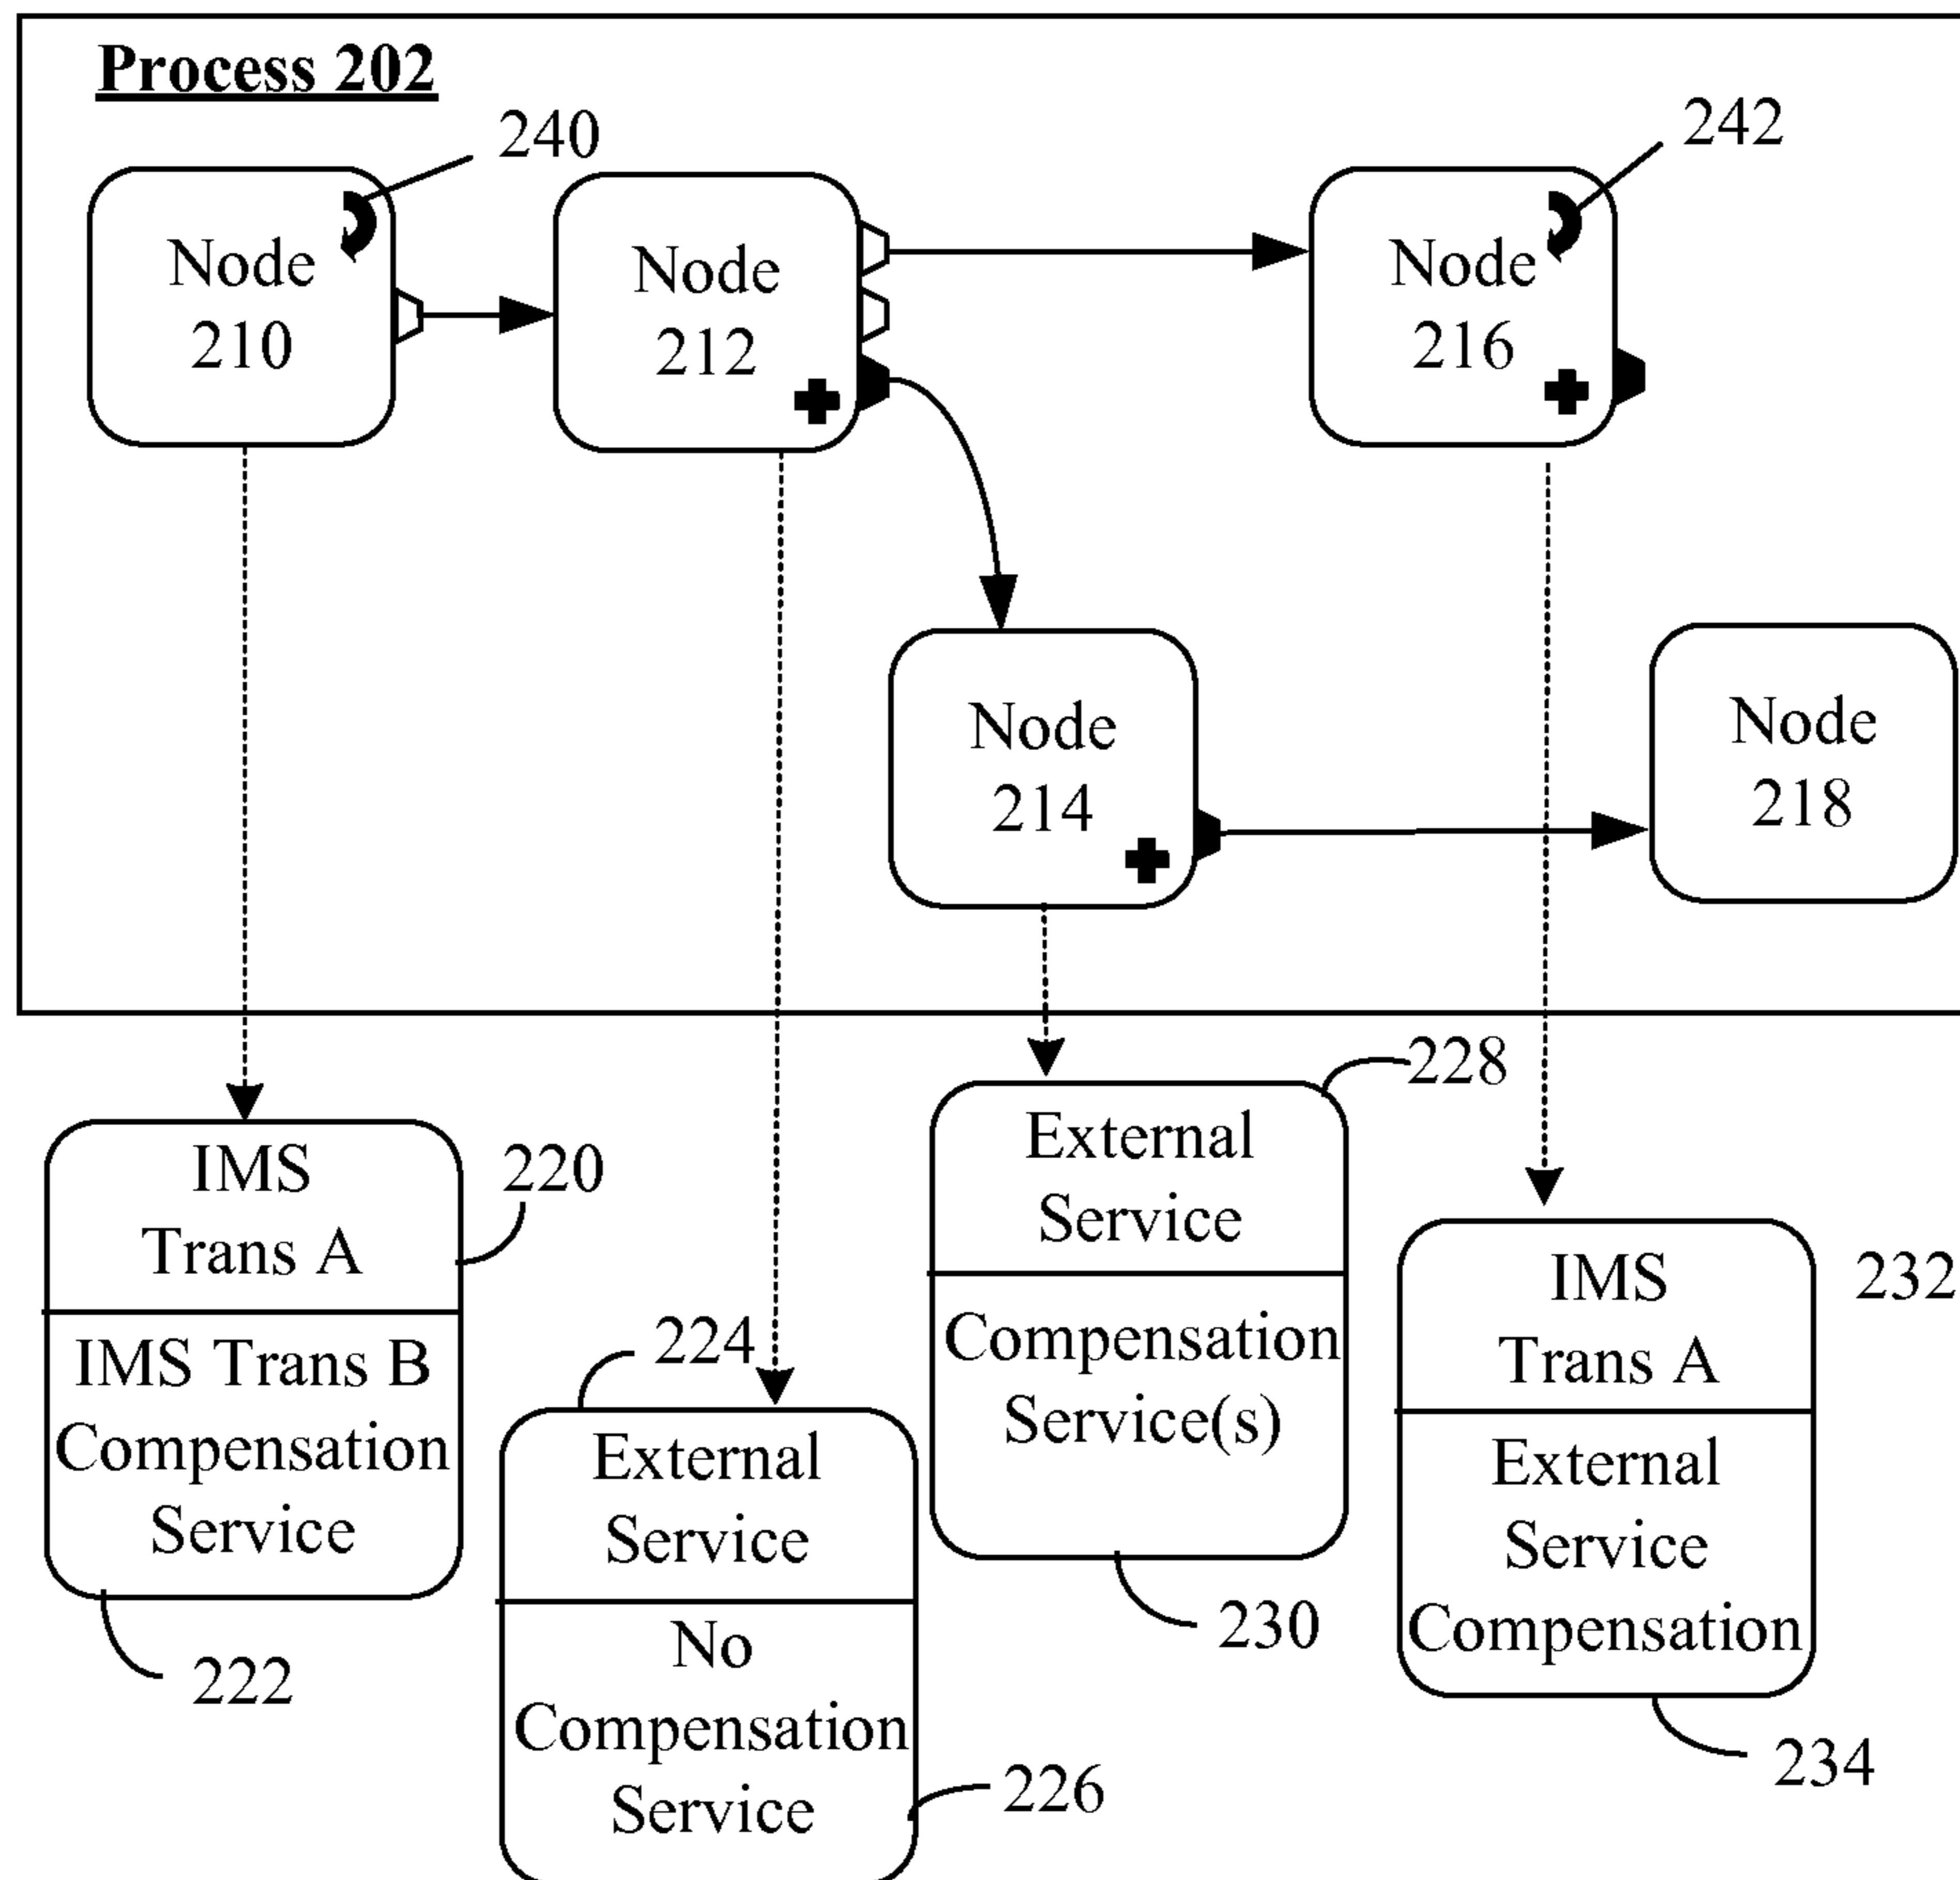 Process 202
240
242
Node
210
Node
212
Node
216
Node
214
Node
218
228
IMS
Trans A
220
IMS Trans B
Compensation
Service
222
224
External
Service
No
Compensation
Service
226
External
Service
Compensation
Service(s)
230
IMS
Trans A
232
External
Service
Compensation
234